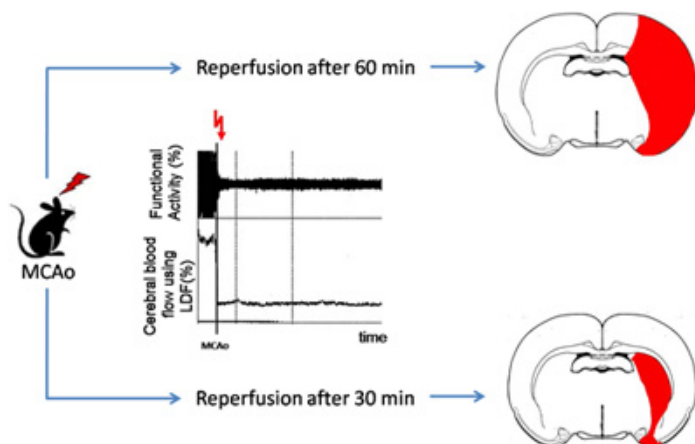 Reperfusion after 60 min
Functional
Activity (%)
MCAo
Cerebral blood
flow using
LDF(%)
time
MCAo
Reperfusion after 30 min